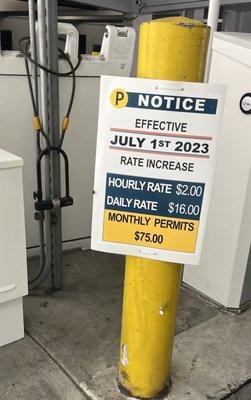 P NOTICE
EFFECTIVE
JULY 1ST 2023
RATE INCREASE
HOURLY RATE $2.00
DAILY RATE $16.00
MONTHLY PERMITS
$75.00